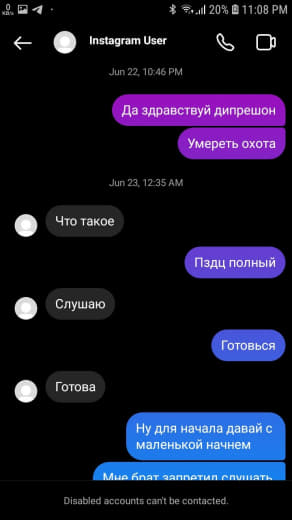 0
KB/s
20%
11:08 PM
Instagram User
Jun 22, 10:46 PM
Да здравствуй дипрешон
Умереть охота
Jun 23, 12:35 AM
Что такое
Пздц полный
Слушаю
Готовься
Готова
Ну для начала давай с
маленькой начнем
Мне брат запретил слушать
Disabled accounts can't be contacted.